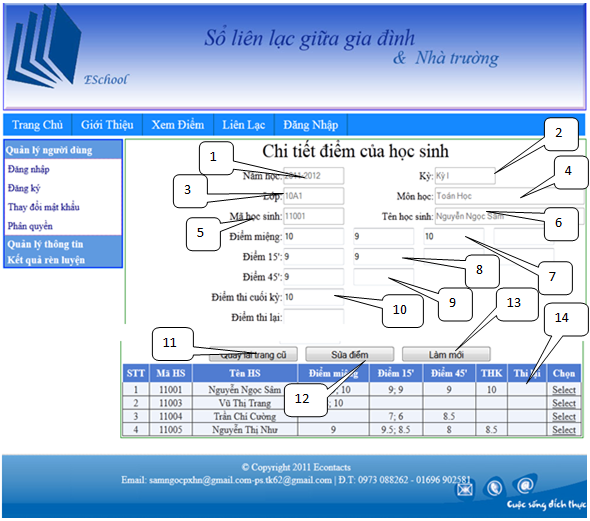 Sổ liên lạc giữa gia đình
& Nhà trường
ESchool
Trang Chủ Giới Thiệu Xem Điểm Liên Lạc Đăng Nhập
Quản lý người dùng
Đăng nhập
Đăng ký
Thay đổi mật khẩu
Phân quyền
Quản lý thông tin
Kết quả rèn luyện
Chi tiết điểm của học sinh
1 2
Năm học: 2011-2012 Kỳ: Kỳ I
3 4
Lớp: 10A1 Môn học: Toán Học
5 6
Mã học sinh: 11001 Tên học sinh: Nguyễn Ngọc Sâm
Điểm miệng: 10 9 10
7
Điểm 15': 9 9
8
Điểm 45': 9
9
Điểm thi cuối kỳ: 10
10
Điểm thi lại:
11 12 13 14
Quay lại trang cũ Sửa điểm Làm mới
STT Mã HS Tên HS Điểm miệng Điểm 15' Điểm 45' THK Thi lại Chọn
1 11001 Nguyễn Ngọc Sâm ; 10 9; 9 9 10 Select
2 11003 Vũ Thị Trang ; 10 Select
3 11004 Trần Chí Cường 7; 6 8.5 Select
4 11005 Nguyễn Thị Như 9 9.5; 8.5 8 8.5 Select
© Copyright 2011 Econtacts
Email: samngocpxhn@gmail.com-ps.tk62@gmail.com | Đ.T: 0973 088262 - 01696 902581
Cuộc sống đích thực